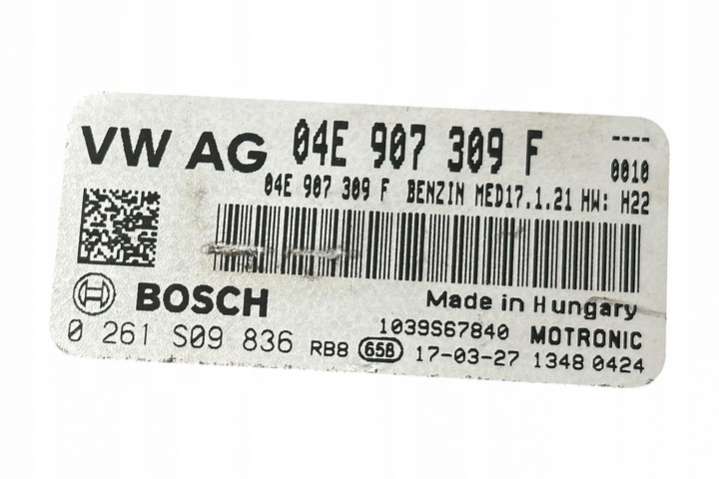 VW AG 04E 907 309 F ----
0010
04E 907 309 F BENZIN MED17.1.21 HW: H22
BOSCH Made in Hungary
0 261 S09 836 1039S67840 MOTRONIC
RB8 658 17-03-27 1348 0424